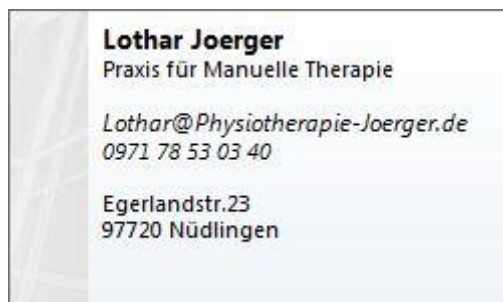 Lothar Joerger
Praxis für Manuelle Therapie
Lothar@Physiotherapie-Joerger.de
0971 78 53 03 40
Egerlandstr.23
97720 Nüdlingen